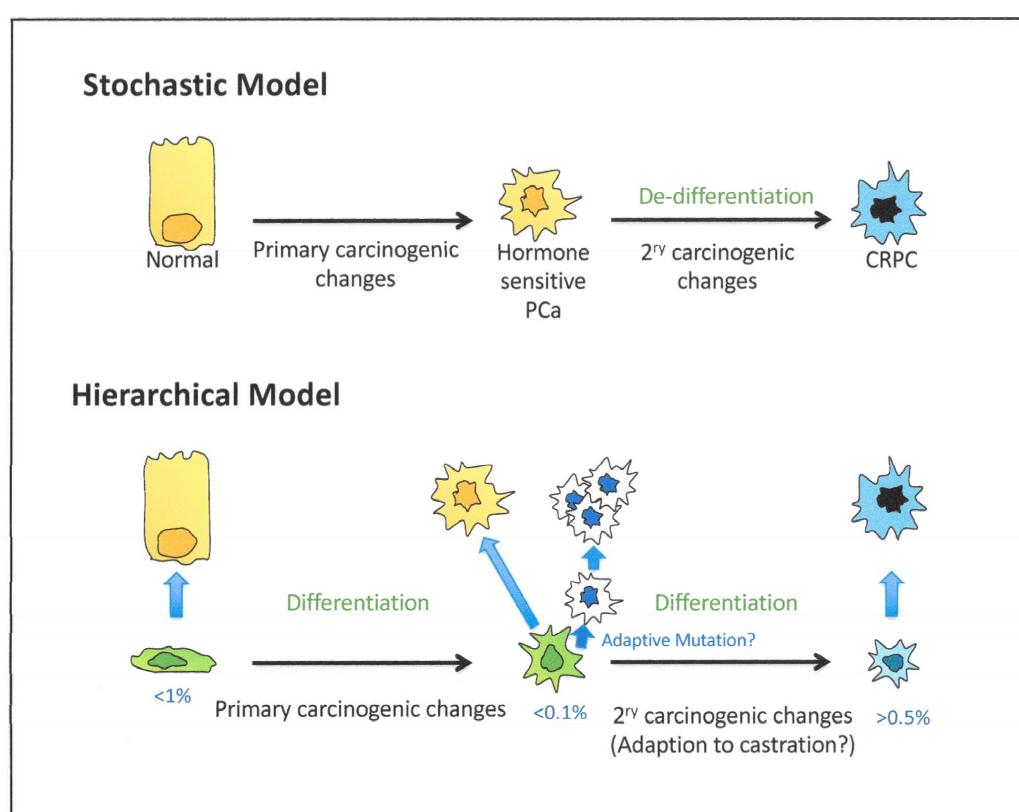 Stochastic Model
De-differentiation
Normal
Primary carcinogenic
changes
Hormone
sensitive
PCa
2ry carcinogenic
changes
CRPC
Hierarchical Model
Differentiation
Differentiation
Adaptive Mutation?
<1%
Primary carcinogenic changes
<0.1%
2ry carcinogenic changes
(Adaption to castration?)
>0.5%